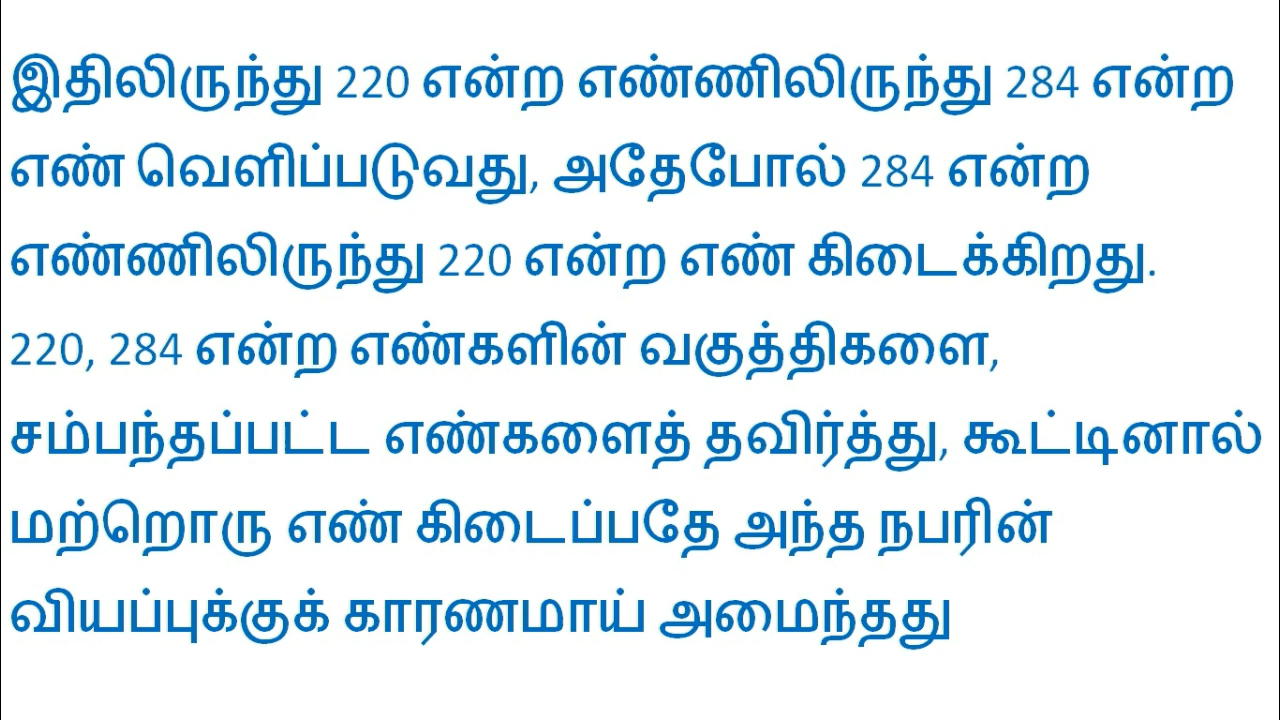 இதிலிருந்து 220 என்ற எண்ணிலிருந்து 284 என்ற
எண் வெளிப்படுவது, அதேபோல் 284 என்ற
எண்ணிலிருந்து 220 என்ற எண் கிடைக்கிறது.
220, 284 என்ற எண்களின் வகுத்திகளை,
சம்பந்தப்பட்ட எண்களைத் தவிர்த்து, கூட்டினால்
மற்றொரு எண் கிடைப்பதே அந்த நபரின்
வியப்புக்குக் காரணமாய் அமைந்தது